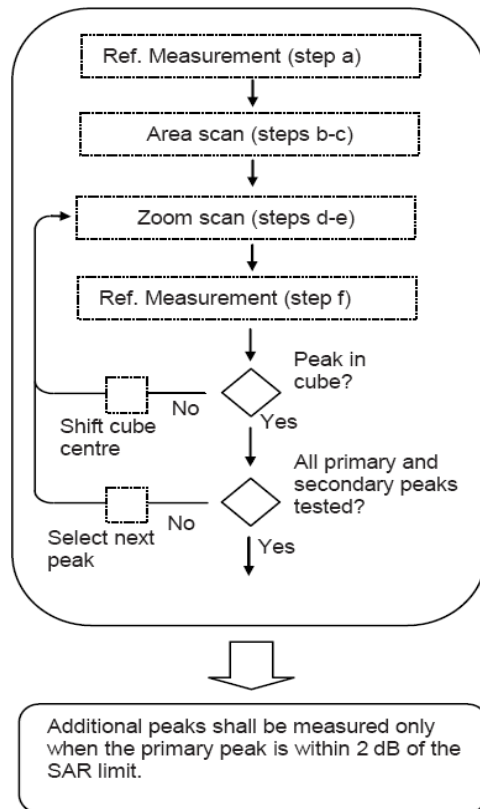 Ref. Measurement (step a)
Area scan (steps b-c)
Zoom scan (steps d-e)
Ref. Measurement (step f)
Peak in
cube?
No
Yes
Shift cube
centre
All primary and
secondary peaks
tested?
No
Yes
Select next
peak
Additional peaks shall be measured only
when the primary peak is within 2 dB of the
SAR limit.